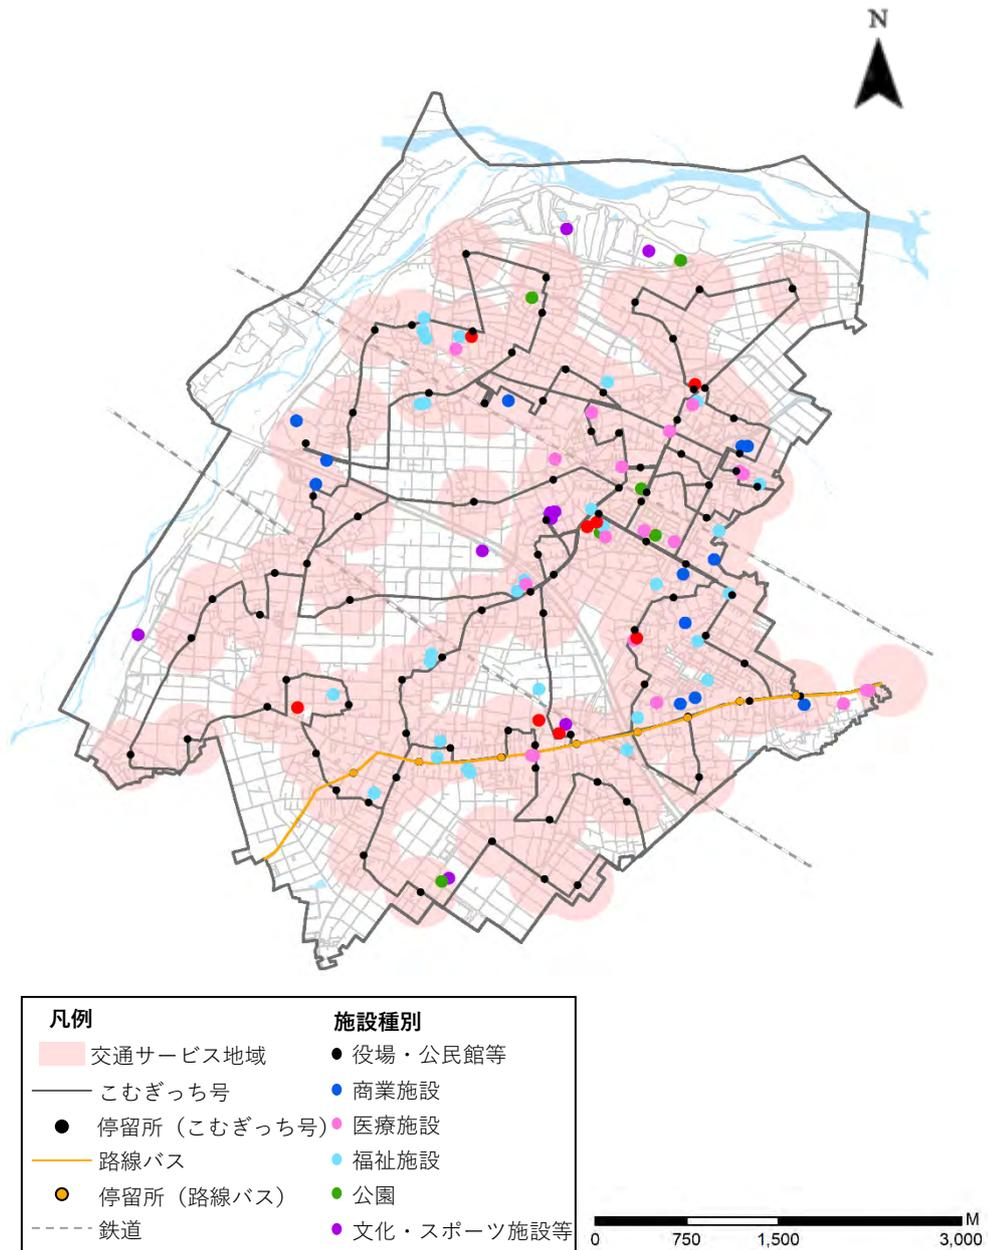 N
凡例
交通サービス地域
こむぎっち号
停留所（こむぎっち号）
路線バス
停留所（路線バス）
鉄道
施設種別
役場・公民館等
商業施設
医療施設
福祉施設
公園
文化・スポーツ施設等
M
0 750 1,500 3,000